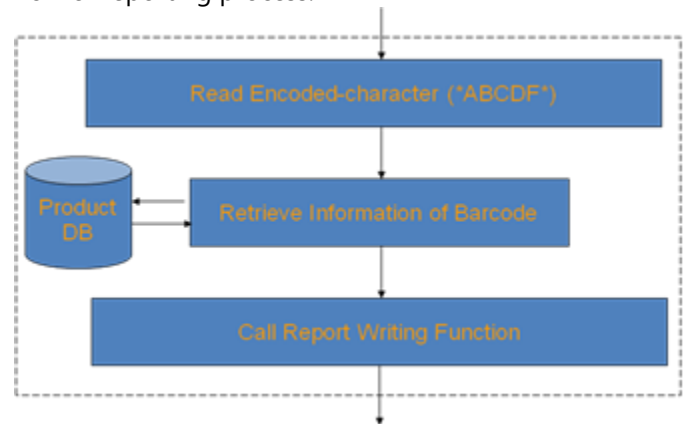 Read Encoded-character (*ABCDF*)
Product
DB
Retrieve Information of Barcode
Call Report Writing Function